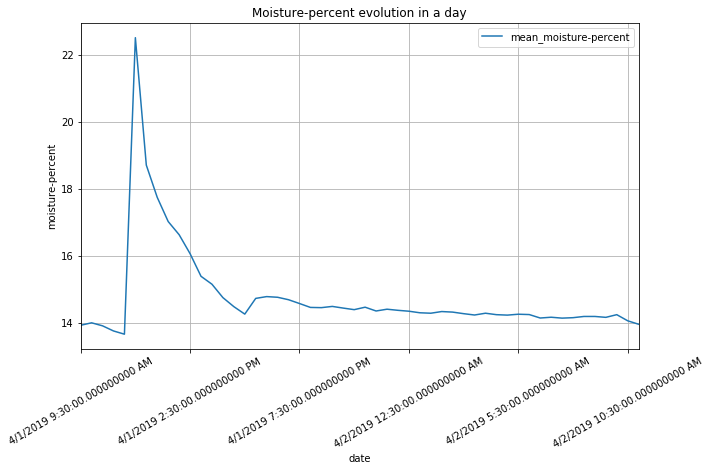 Moisture-percent evolution in a day
mean_moisture-percent
moisture-percent
22
20
18
16
14
4/1/2019 9:30:00.000000000 AM
4/1/2019 2:30:00.000000000 PM
4/1/2019 7:30:00.000000000 PM
4/2/2019 12:30:00.000000000 AM
4/2/2019 5:30:00.000000000 AM
4/2/2019 10:30:00.000000000 AM
date